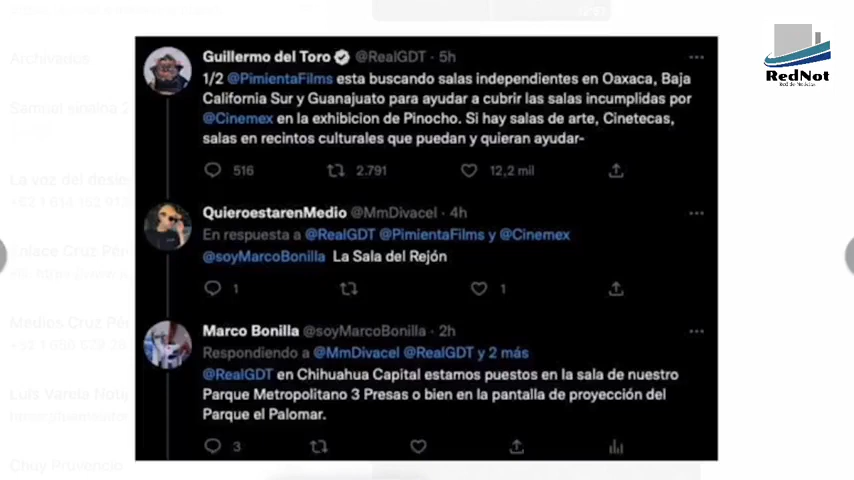 RedNot
Red de Noticias
Guillermo del Toro @RealGDT · 5h
1/2 @PimientaFilms esta buscando salas independientes en Oaxaca, Baja
California Sur y Guanajuato para ayudar a cubrir las salas incumplidas por
@Cinemex en la exhibicion de Pinocho. Si hay salas de arte, Cinetecas,
salas en recintos culturales que puedan y quieran ayudar-
516 2.791 12,2 mil
QuieroestarenMedio @MmDivacel · 4h
En respuesta a @RealGDT @PimientaFilms y @Cinemex
@soyMarcoBonilla La Sala del Rejón
1 1
Marco Bonilla @soyMarcoBonilla · 2h
Respondiendo a @MmDivacel @RealGDT y 2 más
@RealGDT en Chihuahua Capital estamos puestos en la sala de nuestro
Parque Metropolitano 3 Presas o bien en la pantalla de proyección del
Parque el Palomar.
3
Archivados